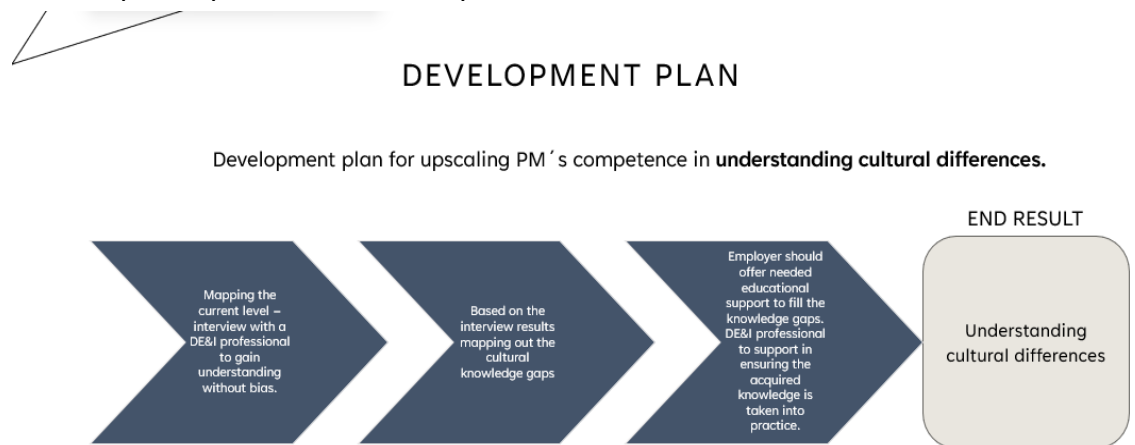 DEVELOPMENT PLAN
Development plan for upscaling PM´s competence in understanding cultural differences.
Mapping the
current level –
interview with a
DE&I professional
to gain
understanding
without bias.
Based on the
interview results
mapping out the
cultural
knowledge gaps
Employer should
offer needed
educational
support to fill the
knowledge gaps.
DE&I professional
to support in
ensuring the
acquired
knowledge is
taken into
practice.
END RESULT
Understanding
cultural differences